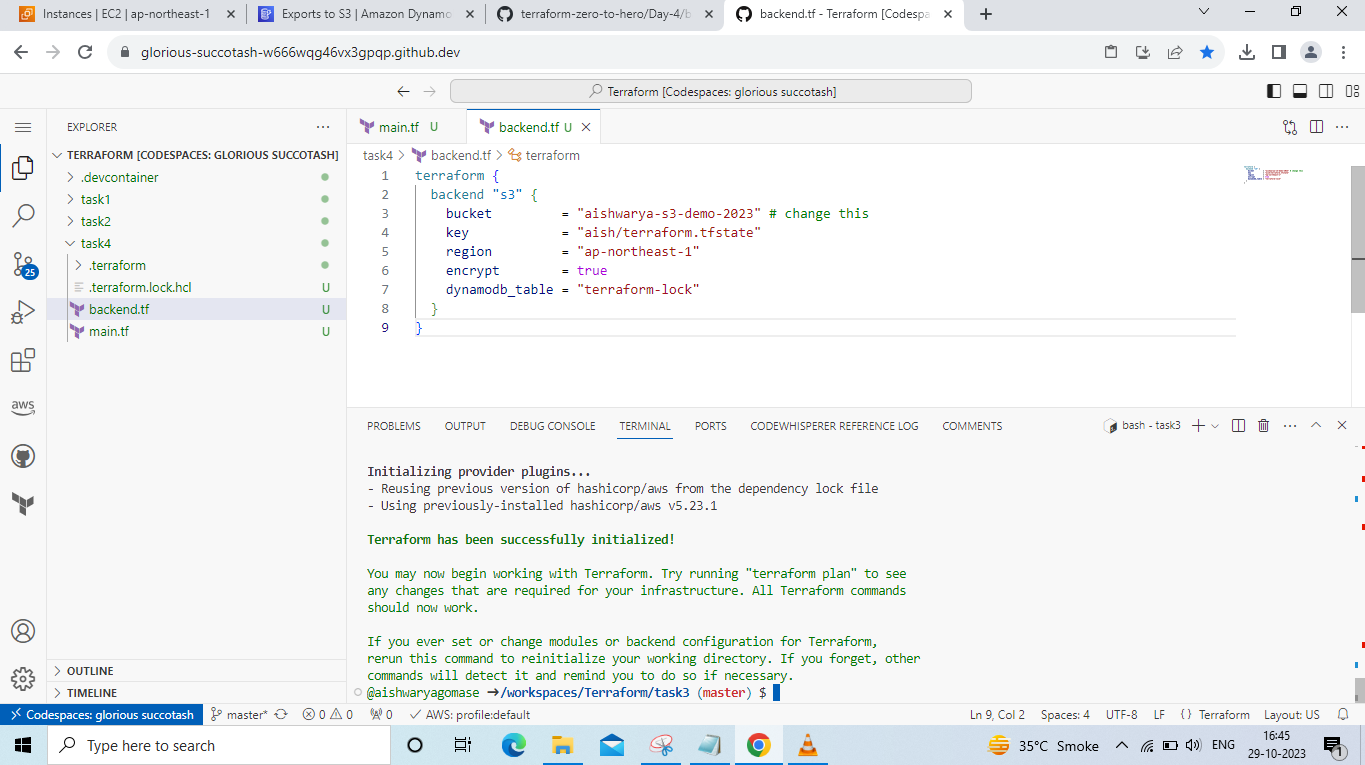 Instances | EC2 | ap-northeast-1
Exports to S3 | Amazon Dynamo
terraform-zero-to-hero/Day-4/b
backend.tf - Terraform [Codespa
glorious-succotash-w666wqg46vx3gpqp.github.dev
Terraform [Codespaces: glorious succotash]
EXPLORER
TERRAFORM [CODESPACES: GLORIOUS SUCCOTASH]
.devcontainer
task1
task2
task4
.terraform
.terraform.lock.hcl U
backend.tf U
main.tf U
OUTLINE
TIMELINE
25
aws
main.tf U
backend.tf U
task4 > backend.tf > terraform
1 terraform {
2 backend "s3" {
3 bucket = "aishwarya-s3-demo-2023" # change this
4 key = "aish/terraform.tfstate"
5 region = "ap-northeast-1"
6 encrypt = true
7 dynamodb_table = "terraform-lock"
8 }
9 }
PROBLEMS OUTPUT DEBUG CONSOLE TERMINAL PORTS CODEWHISPERER REFERENCE LOG COMMENTS
bash - task3
Initializing provider plugins...
- Reusing previous version of hashicorp/aws from the dependency lock file
- Using previously-installed hashicorp/aws v5.23.1
Terraform has been successfully initialized!
You may now begin working with Terraform. Try running "terraform plan" to see
any changes that are required for your infrastructure. All Terraform commands
should now work.
If you ever set or change modules or backend configuration for Terraform,
rerun this command to reinitialize your working directory. If you forget, other
commands will detect it and remind you to do so if necessary.
@aishwaryagomase ➜/workspaces/Terraform/task3 (master) $
Codespaces: glorious succotash
master*
0 0
0
AWS: profile:default
Ln 9, Col 2
Spaces: 4
UTF-8
LF
{ } Terraform
Layout: US
Type here to search
35°C Smoke
ENG
16:45
29-10-2023
1